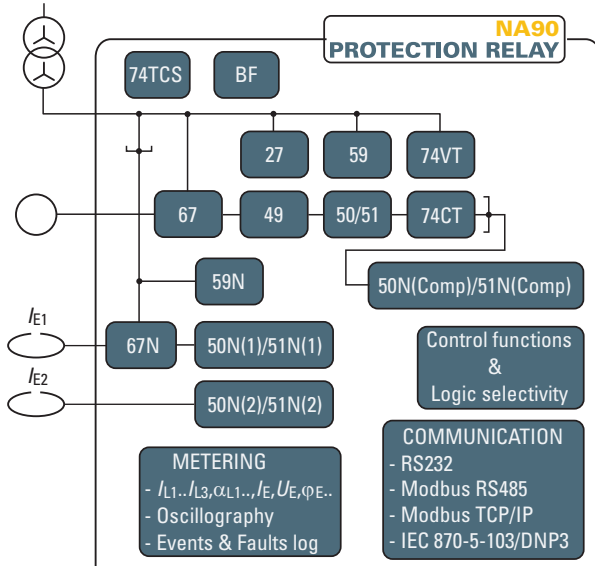 NA90
PROTECTION RELAY
74TCS
BF
27
59
74VT
67
49
50/51
74CT
59N
50N(Comp)/51N(Comp)
IE1
67N
50N(1)/51N(1)
Control functions
&
Logic selectivity
IE2
50N(2)/51N(2)
METERING
- IL1..IL3,αL1..,IE,UE,φE..
- Oscillography
- Events & Faults log
COMMUNICATION
- RS232
- Modbus RS485
- Modbus TCP/IP
- IEC 870-5-103/DNP3